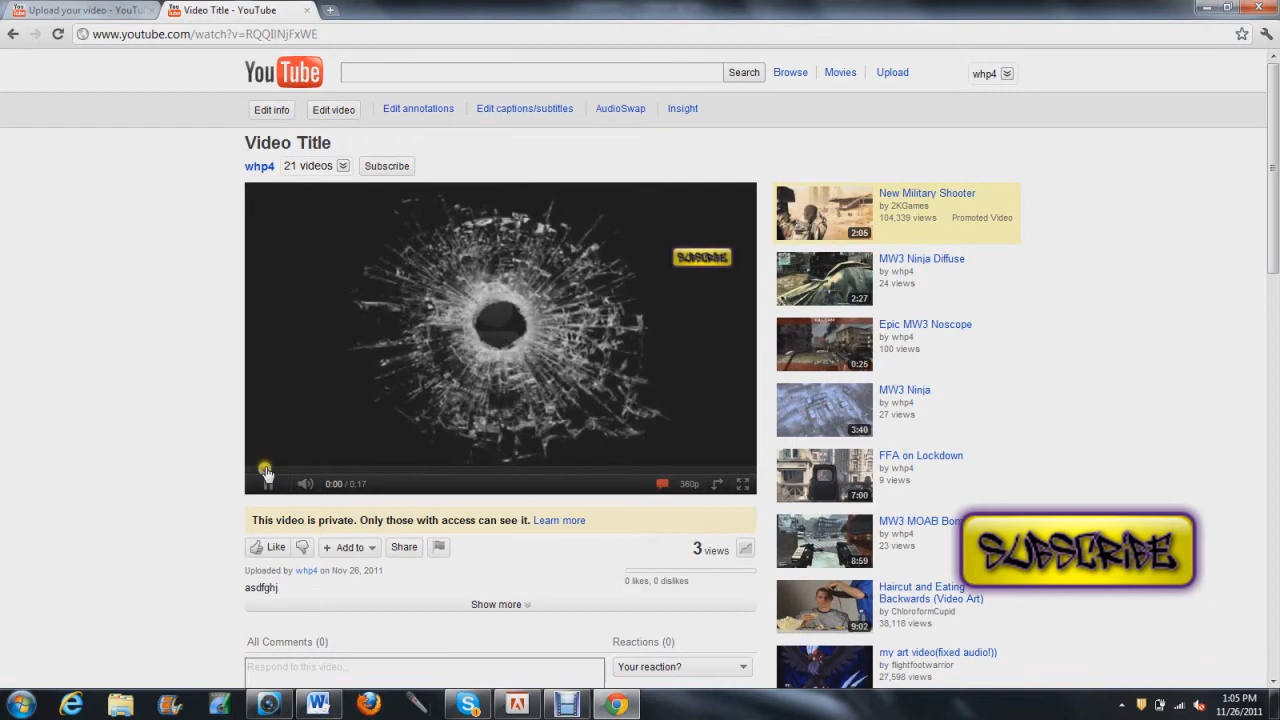 Upload your video - YouTu
Video Title - YouTube
www.youtube.com/watch?v=RQQIlNjFxWE
YouTube
Search
Browse
Movies
Upload
whp4
Edit info
Edit video
Edit annotations
Edit captions/subtitles
AudioSwap
Insight
Video Title
whp4
21 videos
Subscribe
SUBSCRIBE
0:00 / 0:17
360p
This video is private. Only those with access can see it. Learn more
Like
+ Add to
Share
3 views
Uploaded by whp4 on Nov 26, 2011
0 likes, 0 dislikes
asdfghj
Show more
All Comments (0)
Reactions (0)
Respond to this video...
Your reaction?
New Military Shooter
by 2KGames
104,339 views
Promoted Video
2:05
MW3 Ninja Diffuse
by whp4
24 views
2:27
Epic MW3 Noscope
by whp4
100 views
0:25
MW3 Ninja
by whp4
27 views
3:40
FFA on Lockdown
by whp4
9 views
7:00
MW3 MOAB
by whp4
23 views
8:59
SUBSCRIBE
Haircut and Eating
Backwards (Video Art)
by ChloroformCupid
38,118 views
9:02
my art video(fixed audio!))
by flightfootwarrior
27,598 views
1:05 PM
11/26/2011